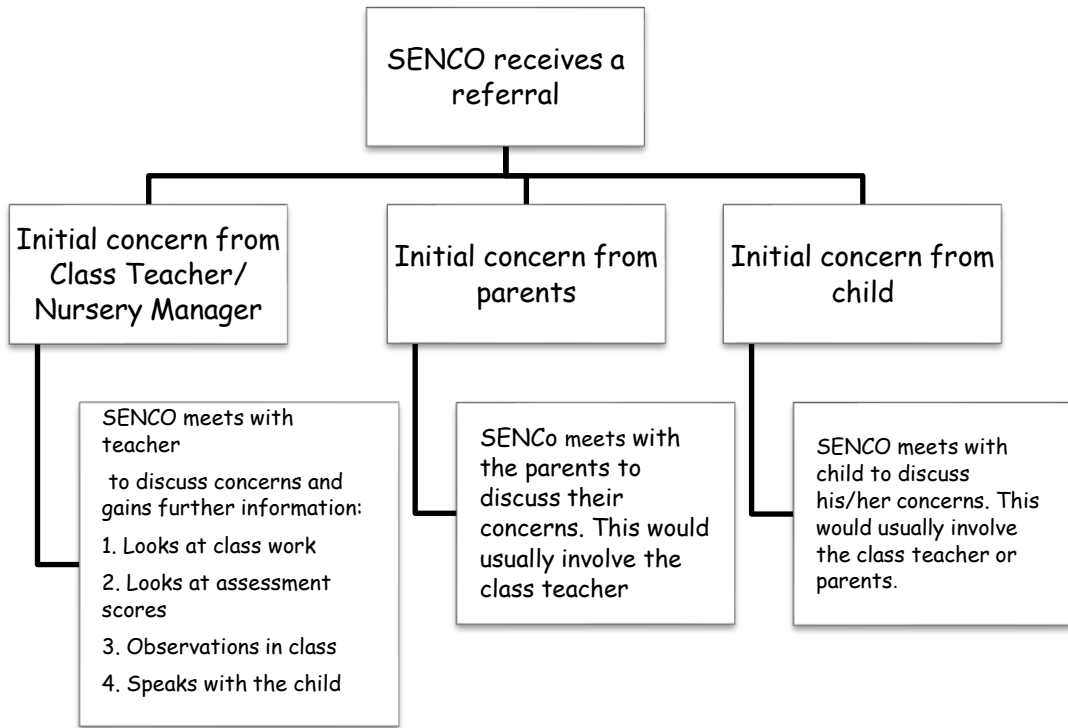 SENCO receives a
referral
Initial concern from
Class Teacher/
Nursery Manager
Initial concern from
parents
Initial concern from
child
SENCO meets with
teacher
to discuss concerns and
gains further information:
1. Looks at class work
2. Looks at assessment
scores
3. Observations in class
4. Speaks with the child
SENCo meets with
the parents to
discuss their
concerns. This would
usually involve the
class teacher
SENCO meets with
child to discuss
his/her concerns. This
would usually involve
the class teacher or
parents.